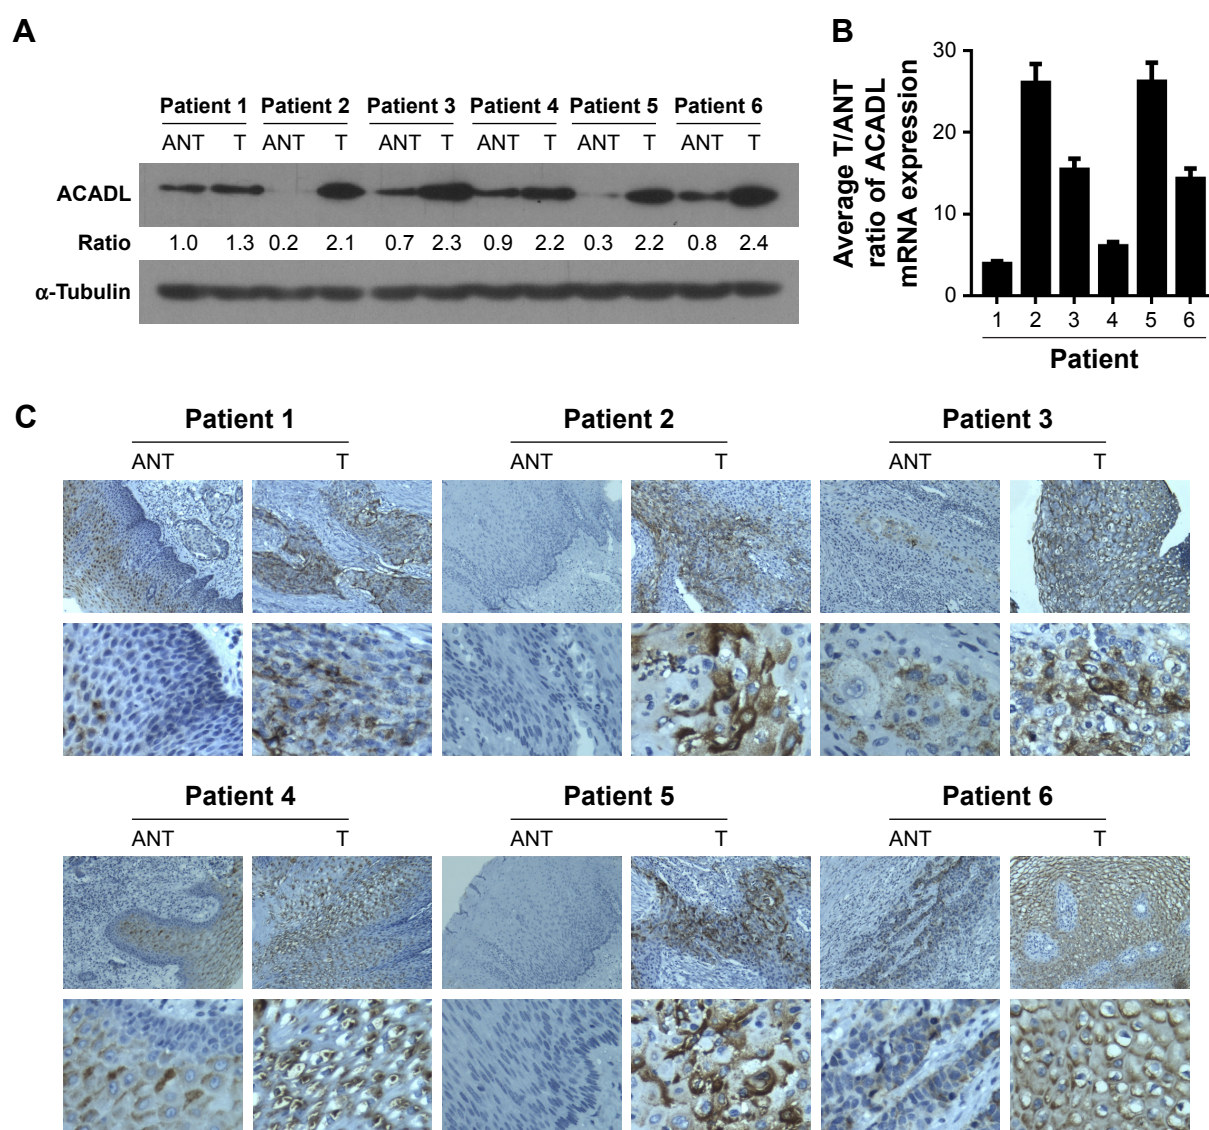 A
Patient 1 Patient 2 Patient 3 Patient 4 Patient 5 Patient 6
ANT T ANT T ANT T ANT T ANT T ANT T
ACADL
Ratio 1.0 1.3 0.2 2.1 0.7 2.3 0.9 2.2 0.3 2.2 0.8 2.4
α-Tubulin
B
Average T/ANT
ratio of ACADL
mRNA expression
30
20
10
0
1 2 3 4 5 6
Patient
C
Patient 1 Patient 2 Patient 3
ANT T ANT T ANT T
Patient 4 Patient 5 Patient 6
ANT T ANT T ANT T